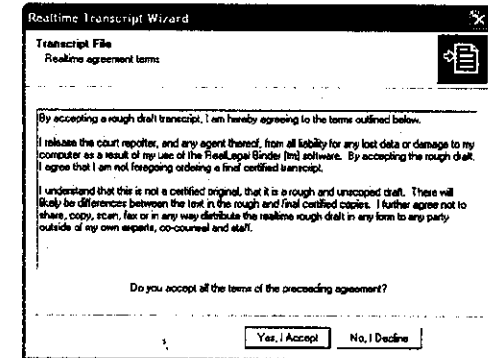 Realtime Transcript Wizard
Transcript File
Realtime agreement terms
By accepting a rough draft transcript, I am hereby agreeing to the terms outlined below.
I release the court reporter, and any agent thereof, from all liability for any lost data or damage to my
computer as a result of my use of the RealLegal Binder [tm] software. By accepting the rough draft,
I agree that I am not foregoing ordering a final certified transcript.
I understand that this is not a certified original, that it is a rough and unscoped draft. There will
likely be differences between the text in the rough and final certified copies. I further agree not to
share, copy, scan, fax or in any way distribute the realtime rough draft in any form to any party
outside of my own experts, co-counsel and staff.
Do you accept all the terms of the preceeding agreement?
Yes, I Accept
No, I Decline